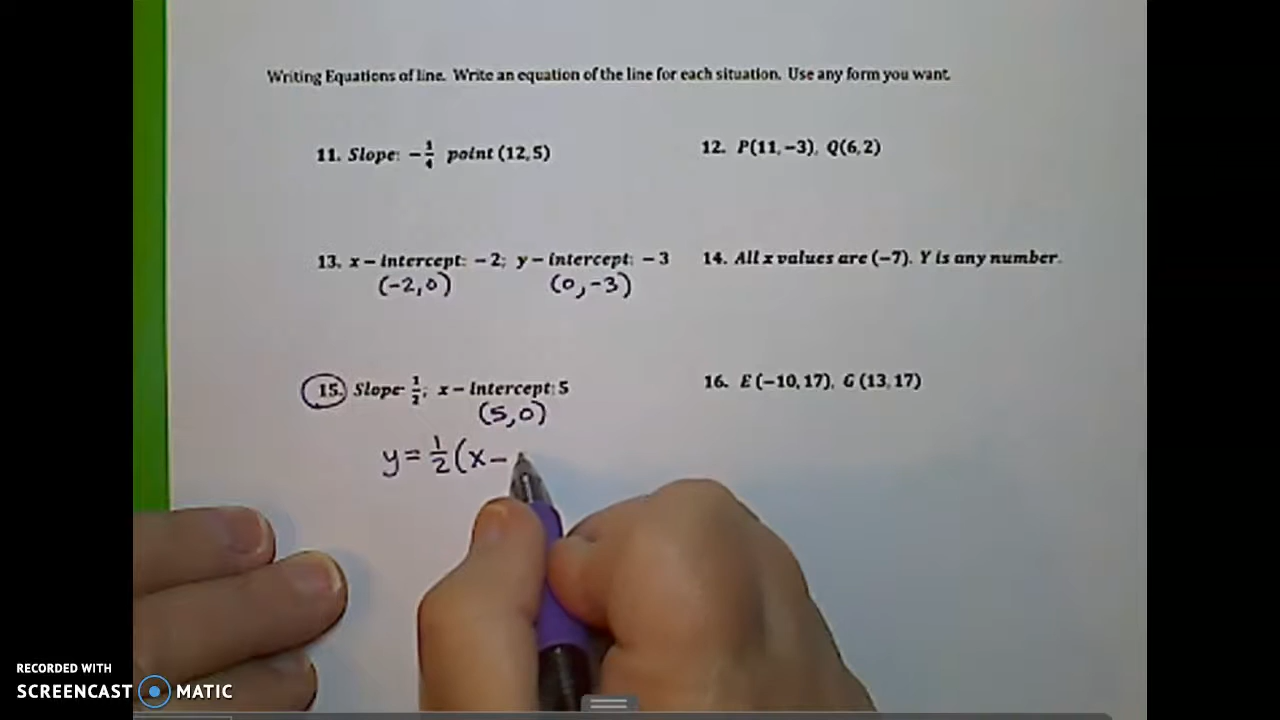 Writing Equations of line. Write an equation of the line for each situation. Use any form you want.
11. Slope: -1/4 point (12,5)
12. P(11,-3), Q(6,2)
13. x - intercept: -2; y - intercept: -3
(-2,0) (0,-3)
14. All x values are (-7). Y is any number.
15. Slope 1/2; x - intercept: 5
(5,0)
y = 1/2(x -
16. E (-10,17), G (13,17)
RECORDED WITH
SCREENCAST MATIC